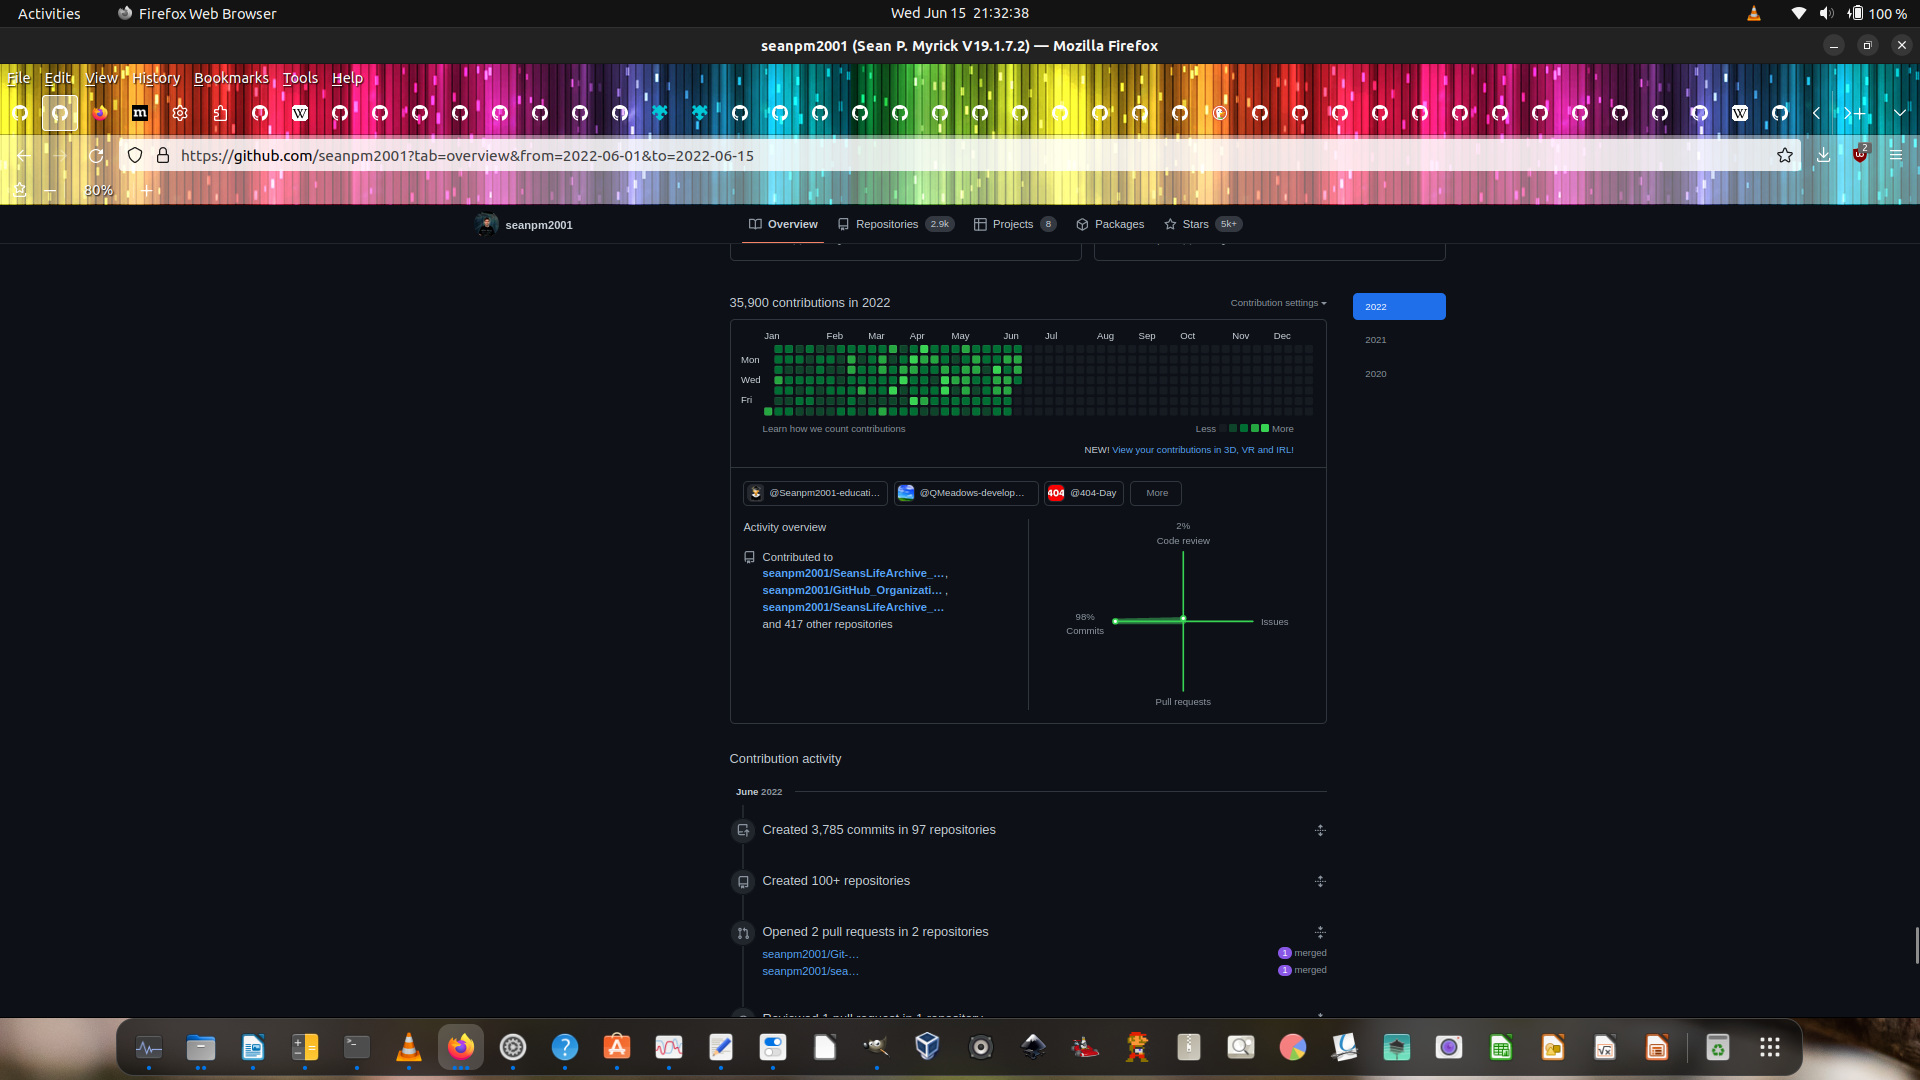 Activities
Firefox Web Browser
Wed Jun 15 21:32:38
100 %
seanpm2001 (Sean P. Myrick V19.1.7.2) — Mozilla Firefox
File Edit View History Bookmarks Tools Help
https://github.com/seanpm2001?tab=overview&from=2022-06-01&to=2022-06-15
2
80%
seanpm2001
Overview
Repositories 2.9k
Projects 8
Packages
Stars 5k+
35,900 contributions in 2022
Contribution settings
2022
2021
2020
Jan Feb Mar Apr May Jun Jul Aug Sep Oct Nov Dec
Mon
Wed
Fri
Learn how we count contributions
Less More
NEW! View your contributions in 3D, VR and IRL!
@Seanpm2001-educati...
@QMeadows-develop...
404 @404-Day
More
Activity overview
Contributed to
seanpm2001/SeansLifeArchive_...,
seanpm2001/GitHub_Organizati... ,
seanpm2001/SeansLifeArchive_...
and 417 other repositories
2%
Code review
98%
Commits
Issues
Pull requests
Contribution activity
June 2022
Created 3,785 commits in 97 repositories
Created 100+ repositories
Opened 2 pull requests in 2 repositories
seanpm2001/Git-...
1 merged
seanpm2001/sea...
1 merged
Reviewed 1 pull request in 1 repository